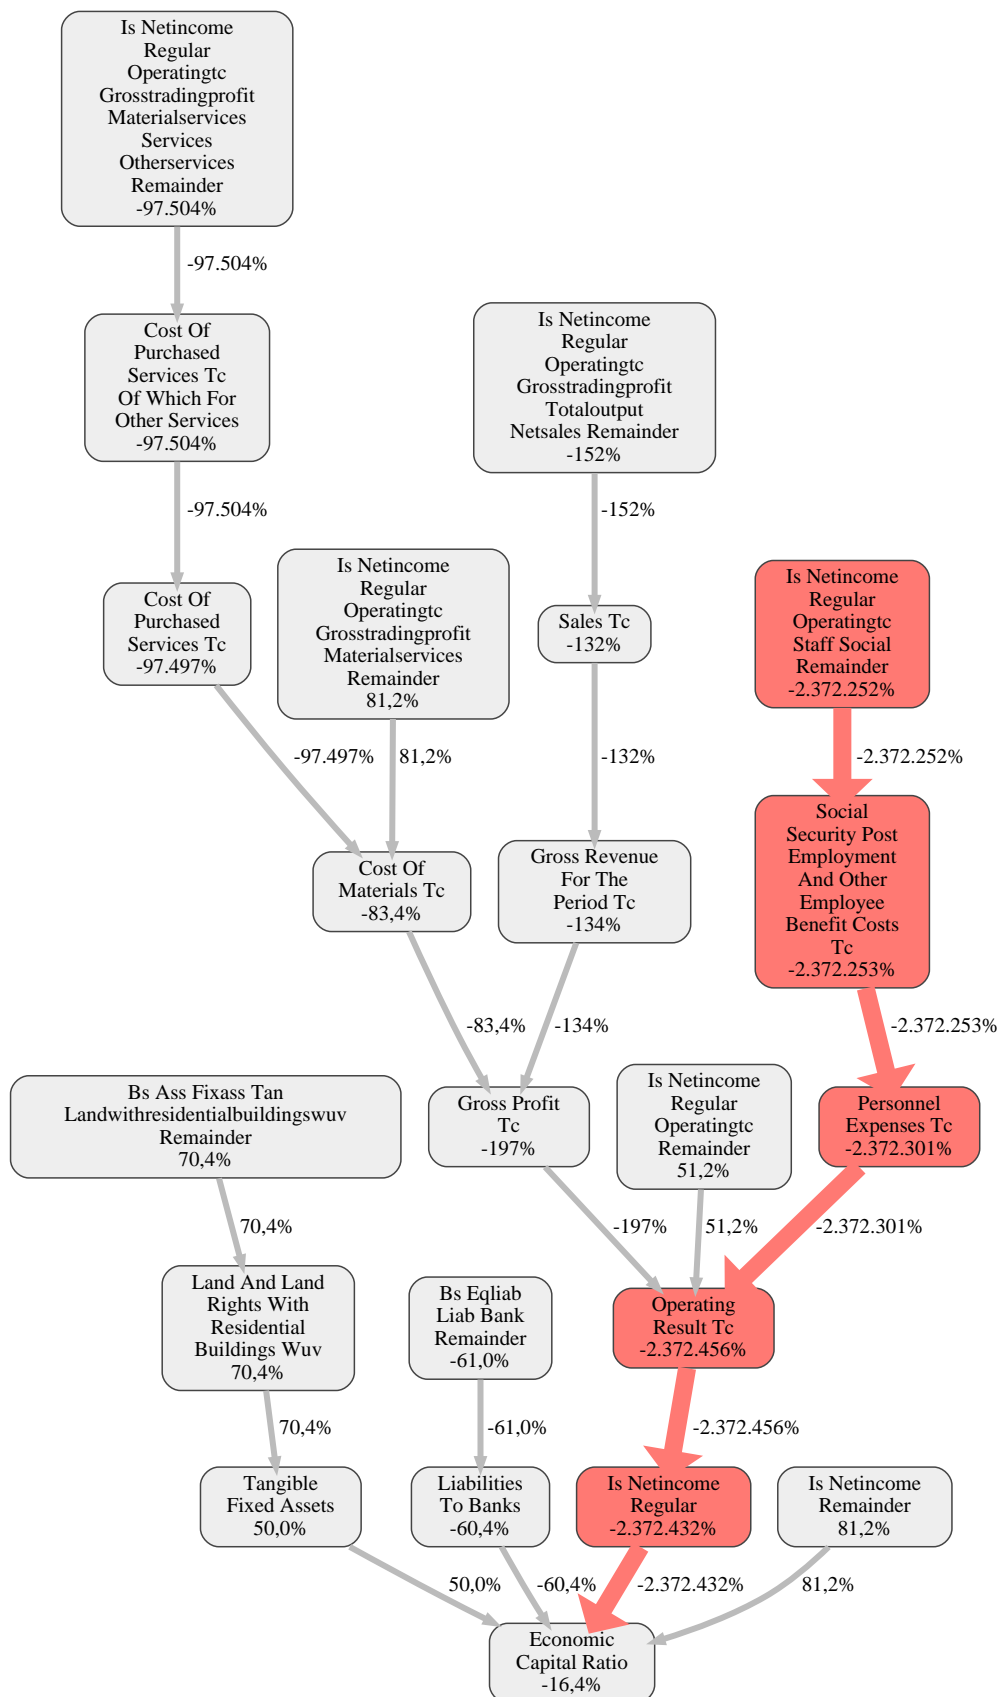 Is Netincome
Regular
Operatingtc
Grosstradingprofit
Materialservices
Services
Otherservices
Remainder
-97.504%
-97.504%
Cost Of
Purchased
Services Tc
Of Which For
Other Services
-97.504%
Is Netincome
Regular
Operatingtc
Grosstradingprofit
Totaloutput
Netsales Remainder
-152%
-97.504%
-152%
Cost Of
Purchased
Services Tc
-97.497%
Is Netincome
Regular
Operatingtc
Grosstradingprofit
Materialservices
Remainder
81,2%
Sales Tc
-132%
Is Netincome
Regular
Operatingtc
Staff Social
Remainder
-2.372.252%
-97.497%
81,2%
-132%
-2.372.252%
Cost Of
Materials Tc
-83,4%
Gross Revenue
For The
Period Tc
-134%
Social
Security Post
Employment
And Other
Employee
Benefit Costs
Tc
-2.372.253%
-83,4%
-134%
-2.372.253%
Bs Ass Fixass Tan
Landwithresidentialbuildingswuv
Remainder
70,4%
Gross Profit
Tc
-197%
Is Netincome
Regular
Operatingtc
Remainder
51,2%
Personnel
Expenses Tc
-2.372.301%
70,4%
-197%
51,2%
-2.372.301%
Land And Land
Rights With
Residential
Buildings Wuv
70,4%
Bs Eqliab
Liab Bank
Remainder
-61,0%
Operating
Result Tc
-2.372.456%
70,4%
-61,0%
-2.372.456%
Tangible
Fixed Assets
50,0%
Liabilities
To Banks
-60,4%
Is Netincome
Regular
-2.372.432%
Is Netincome
Remainder
81,2%
50,0%
-60,4%
-2.372.432%
81,2%
Economic
Capital Ratio
-16,4%